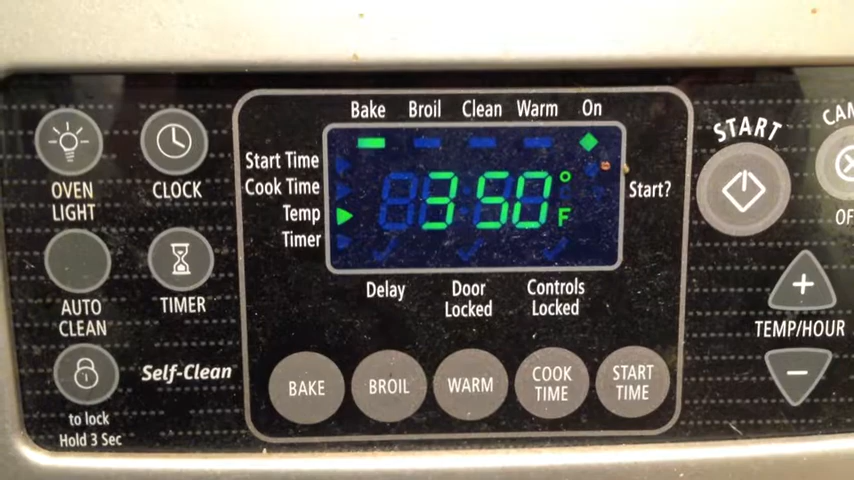 Bake Broil Clean Warm On
START
OVEN
LIGHT
CLOCK
Start Time
Cook Time
Temp
Timer
350°
F
Start?
AUTO
CLEAN
TIMER
Delay
Door
Locked
Controls
Locked
TEMP/HOUR
Self-Clean
to lock
Hold 3 Sec
BAKE
BROIL
WARM
COOK
TIME
START
TIME